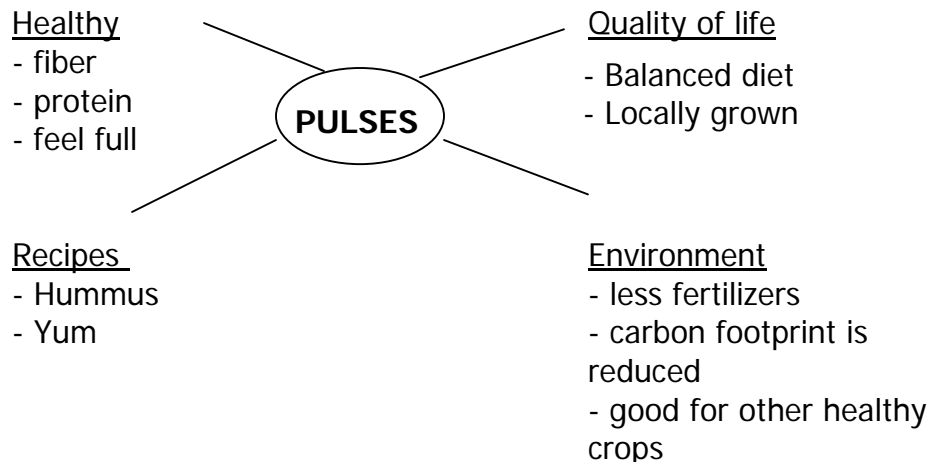 Healthy
- fiber
- protein
- feel full
PULSES
Quality of life
- Balanced diet
- Locally grown
Recipes
- Hummus
- Yum
Environment
- less fertilizers
- carbon footprint is
reduced
- good for other healthy
crops